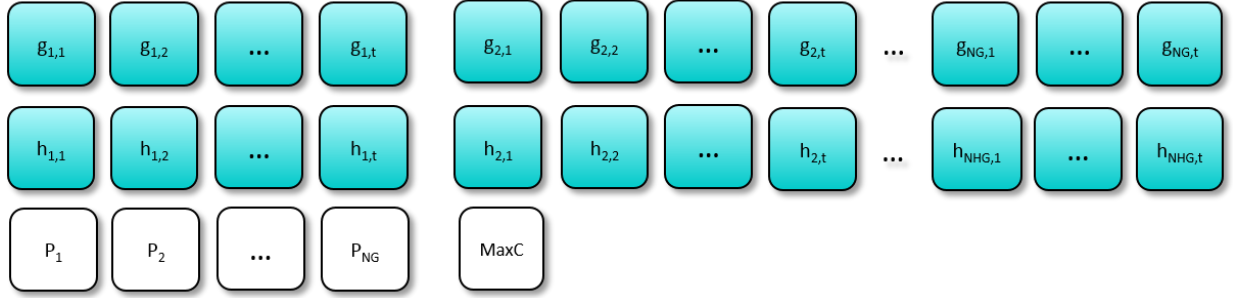 g1,1 g1,2 ... g1,t g2,1 g2,2 ... g2,t ... gNG,1 ... gNG,t
h1,1 h1,2 ... h1,t h2,1 h2,2 ... h2,t ... hNHG,1 ... hNHG,t
P1 P2 ... PNG MaxC